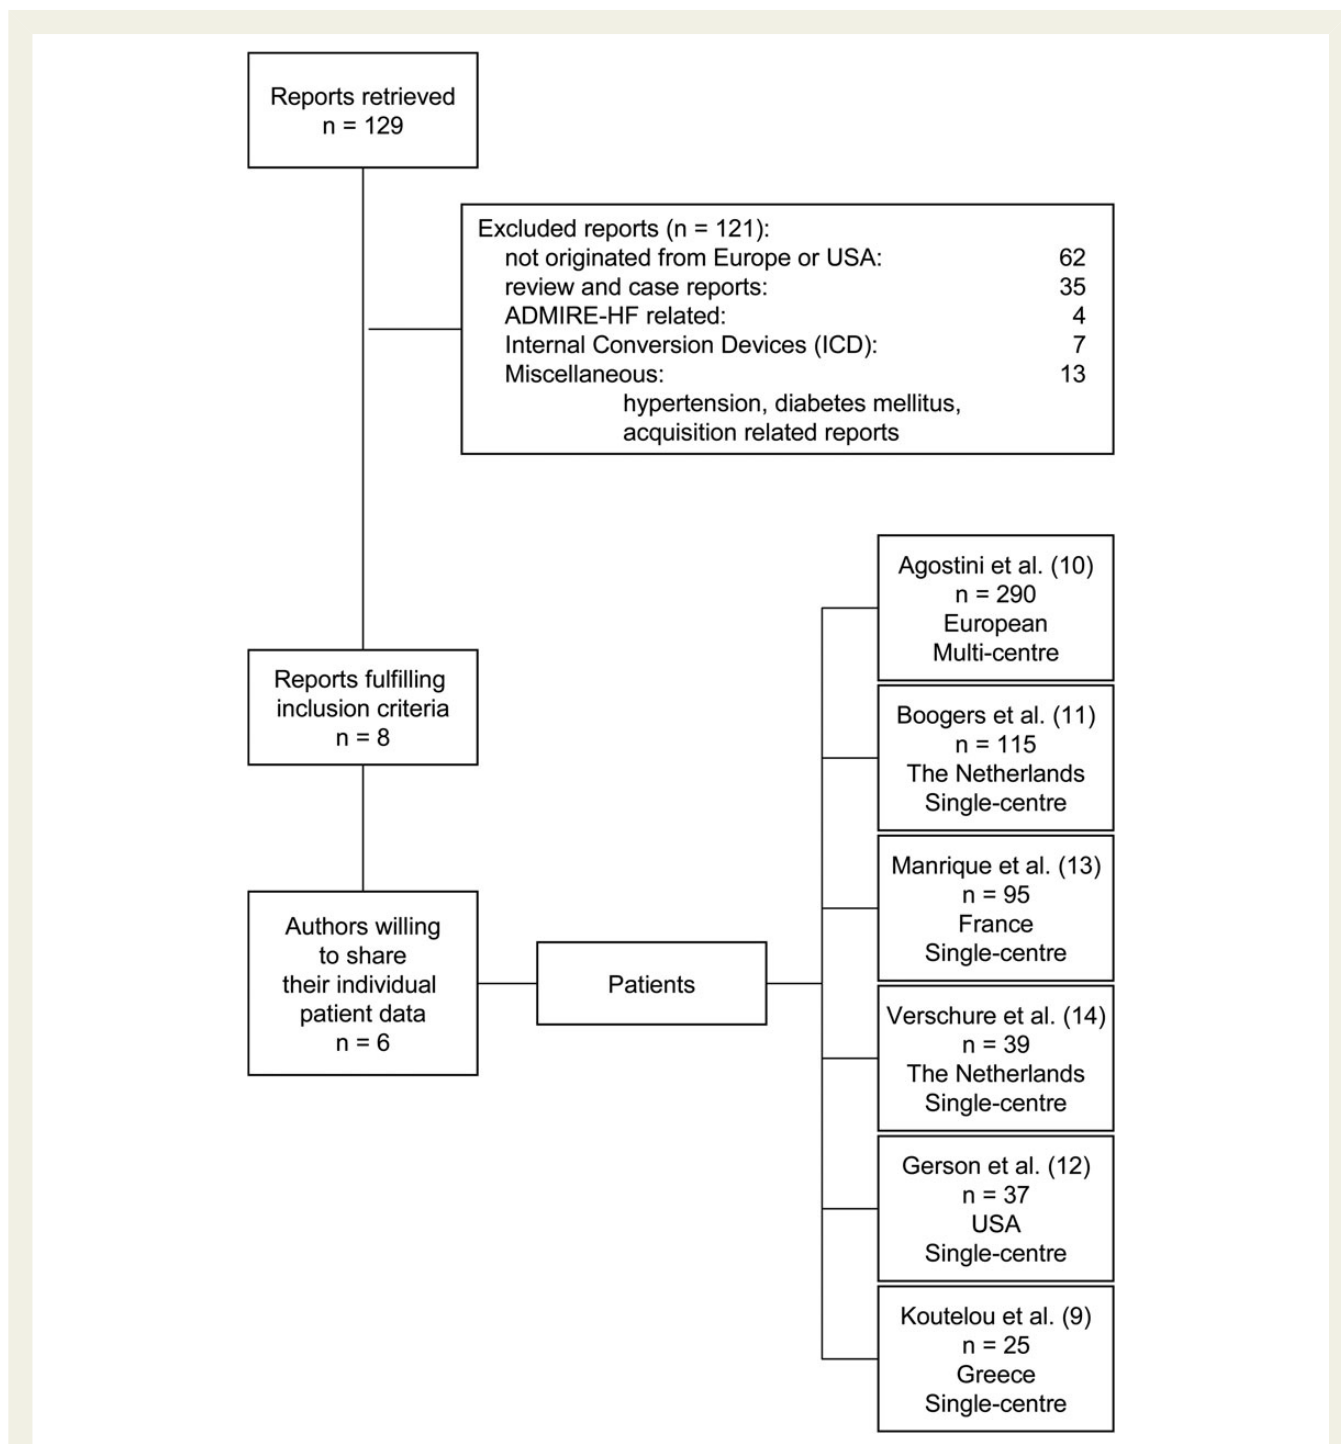 Reports retrieved
n = 129
Excluded reports (n = 121):
not originated from Europe or USA: 62
review and case reports: 35
ADMIRE-HF related: 4
Internal Conversion Devices (ICD): 7
Miscellaneous: 13
hypertension, diabetes mellitus,
acquisition related reports
Reports fulfilling
inclusion criteria
n = 8
Authors willing
to share
their individual
patient data
n = 6
Patients
Agostini et al. (10)
n = 290
European
Multi-centre
Boogers et al. (11)
n = 115
The Netherlands
Single-centre
Manrique et al. (13)
n = 95
France
Single-centre
Verschure et al. (14)
n = 39
The Netherlands
Single-centre
Gerson et al. (12)
n = 37
USA
Single-centre
Koutelou et al. (9)
n = 25
Greece
Single-centre